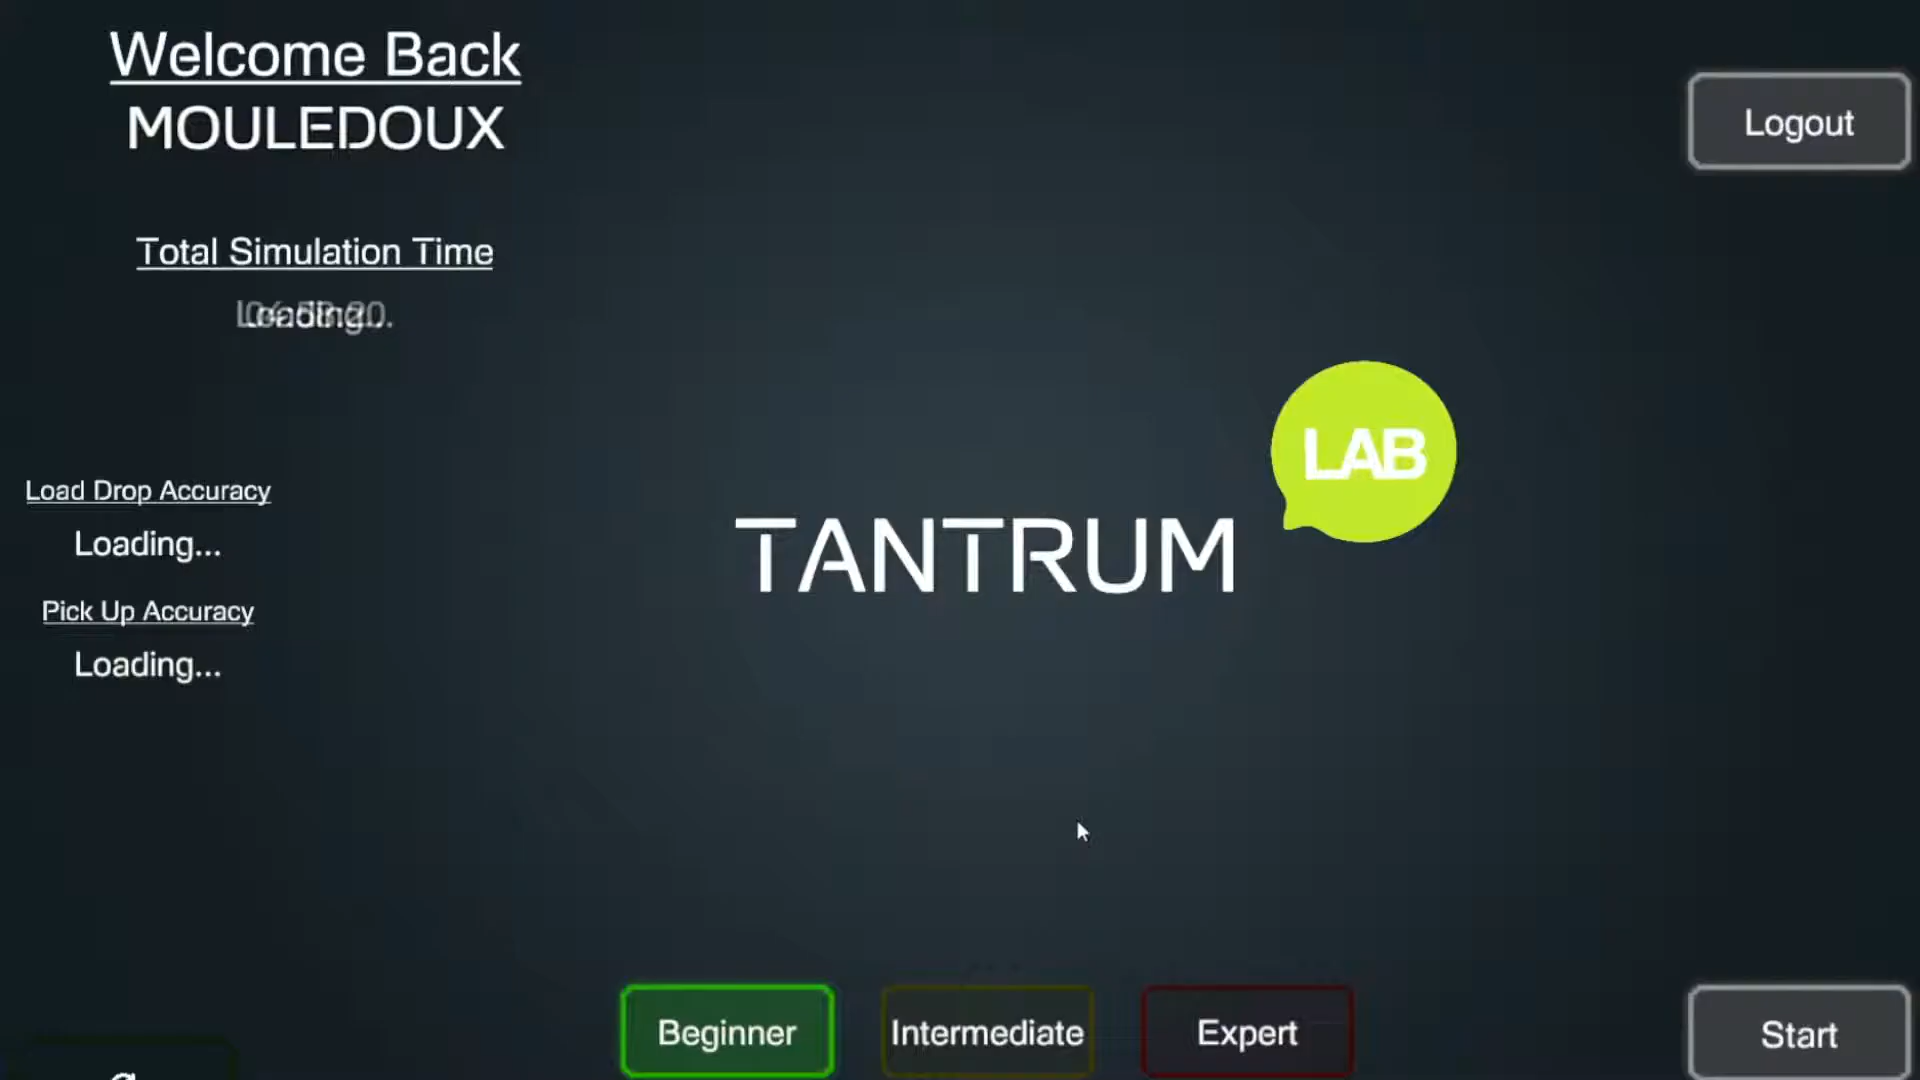 Welcome Back
MOULEDOUX
Logout
Total Simulation Time
Loading...
LAB
TANTRUM
Load Drop Accuracy
Loading...
Pick Up Accuracy
Loading...
Beginner
Intermediate
Expert
Start